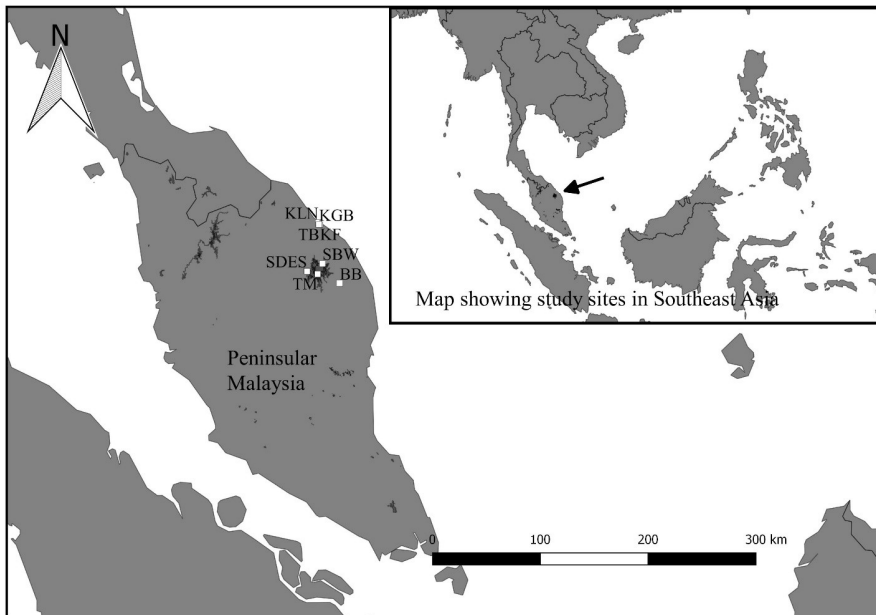 N
KLN KGB
TBKF
SBW
SDES
TM
BB
Peninsular
Malaysia
Map showing study sites in Southeast Asia
0 100 200 300 km